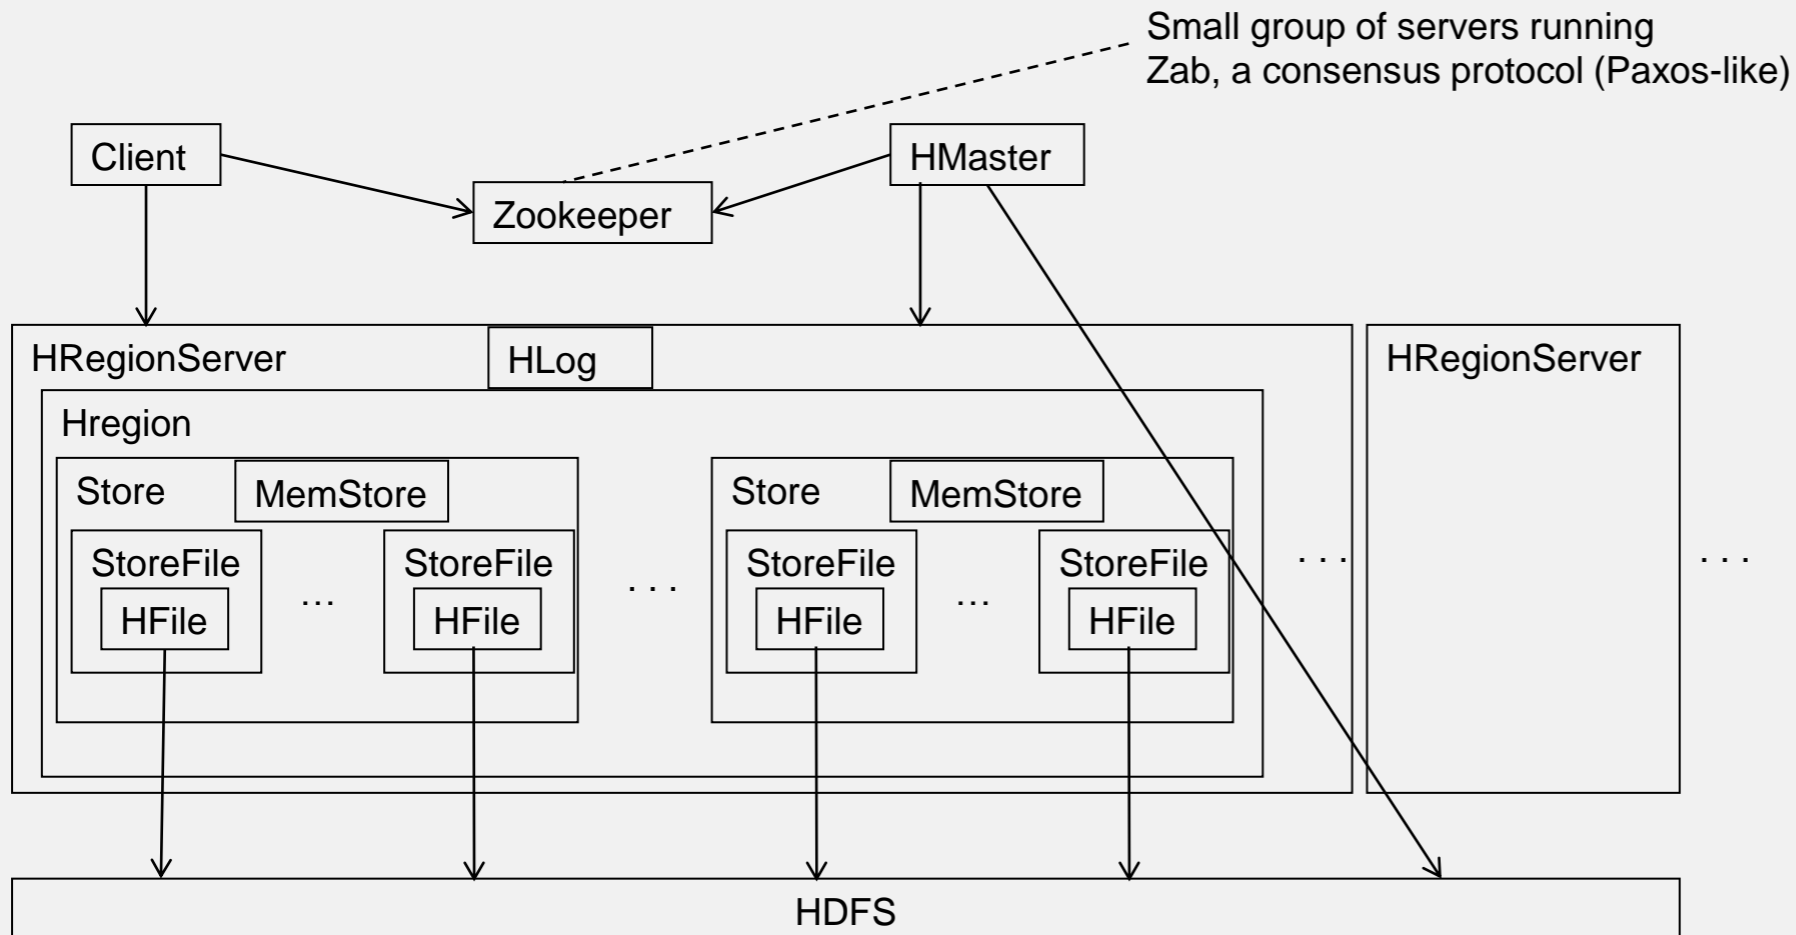 Small group of servers running
Zab, a consensus protocol (Paxos-like)
Client
HMaster
Zookeeper
HRegionServer
HLog
HRegionServer
Hregion
Store
MemStore
Store
MemStore
StoreFile
StoreFile
StoreFile
StoreFile
. . .
. . .
...
. . .
...
HFile
HFile
HFile
HFile
HDFS